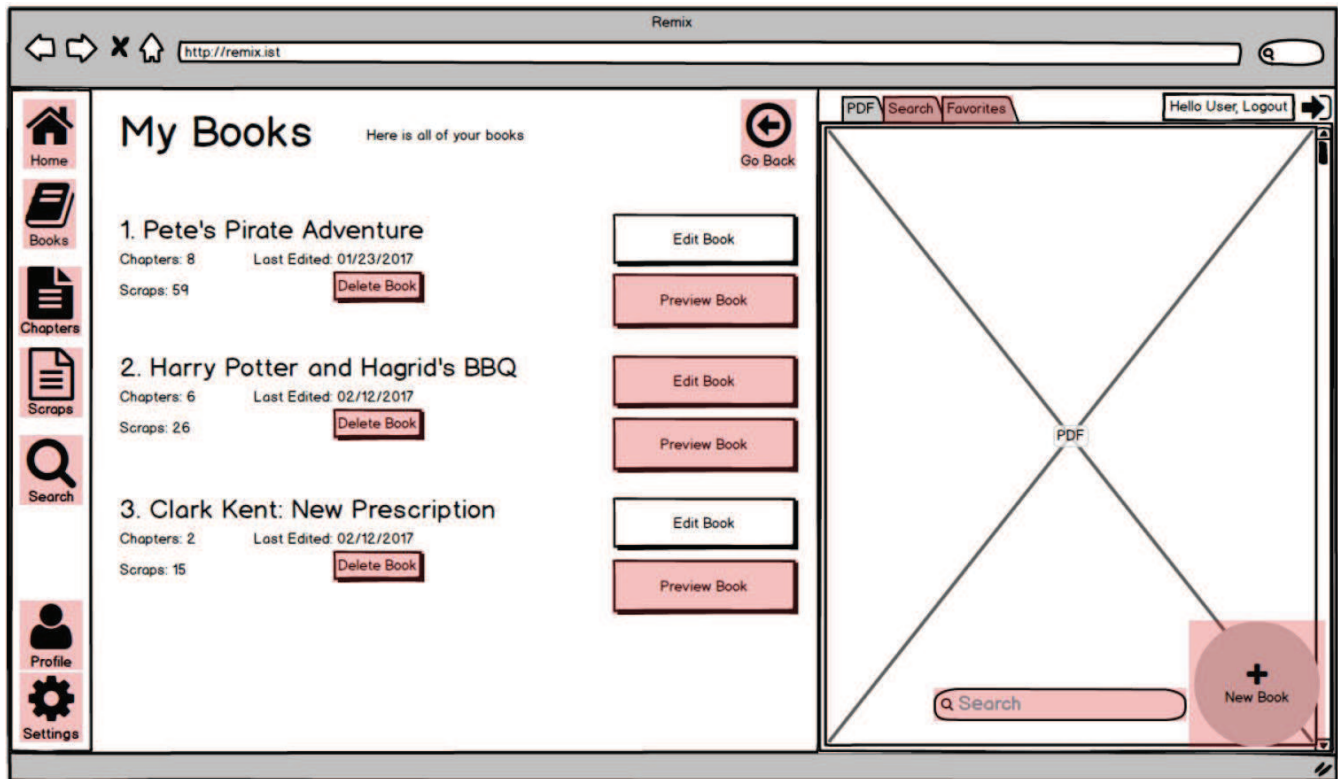 Remix
http://remix.ist
Home
Books
Chapters
Scraps
Search
Profile
Settings
My Books
Here is all of your books
Go Back
1. Pete's Pirate Adventure
Chapters: 8
Last Edited: 01/23/2017
Scraps: 59
Delete Book
Edit Book
Preview Book
2. Harry Potter and Hagrid's BBQ
Chapters: 6
Last Edited: 02/12/2017
Scraps: 26
Delete Book
Edit Book
Preview Book
3. Clark Kent: New Prescription
Chapters: 2
Last Edited: 02/12/2017
Scraps: 15
Delete Book
Edit Book
Preview Book
PDF
Search
Favorites
Hello User, Logout
PDF
Search
New Book